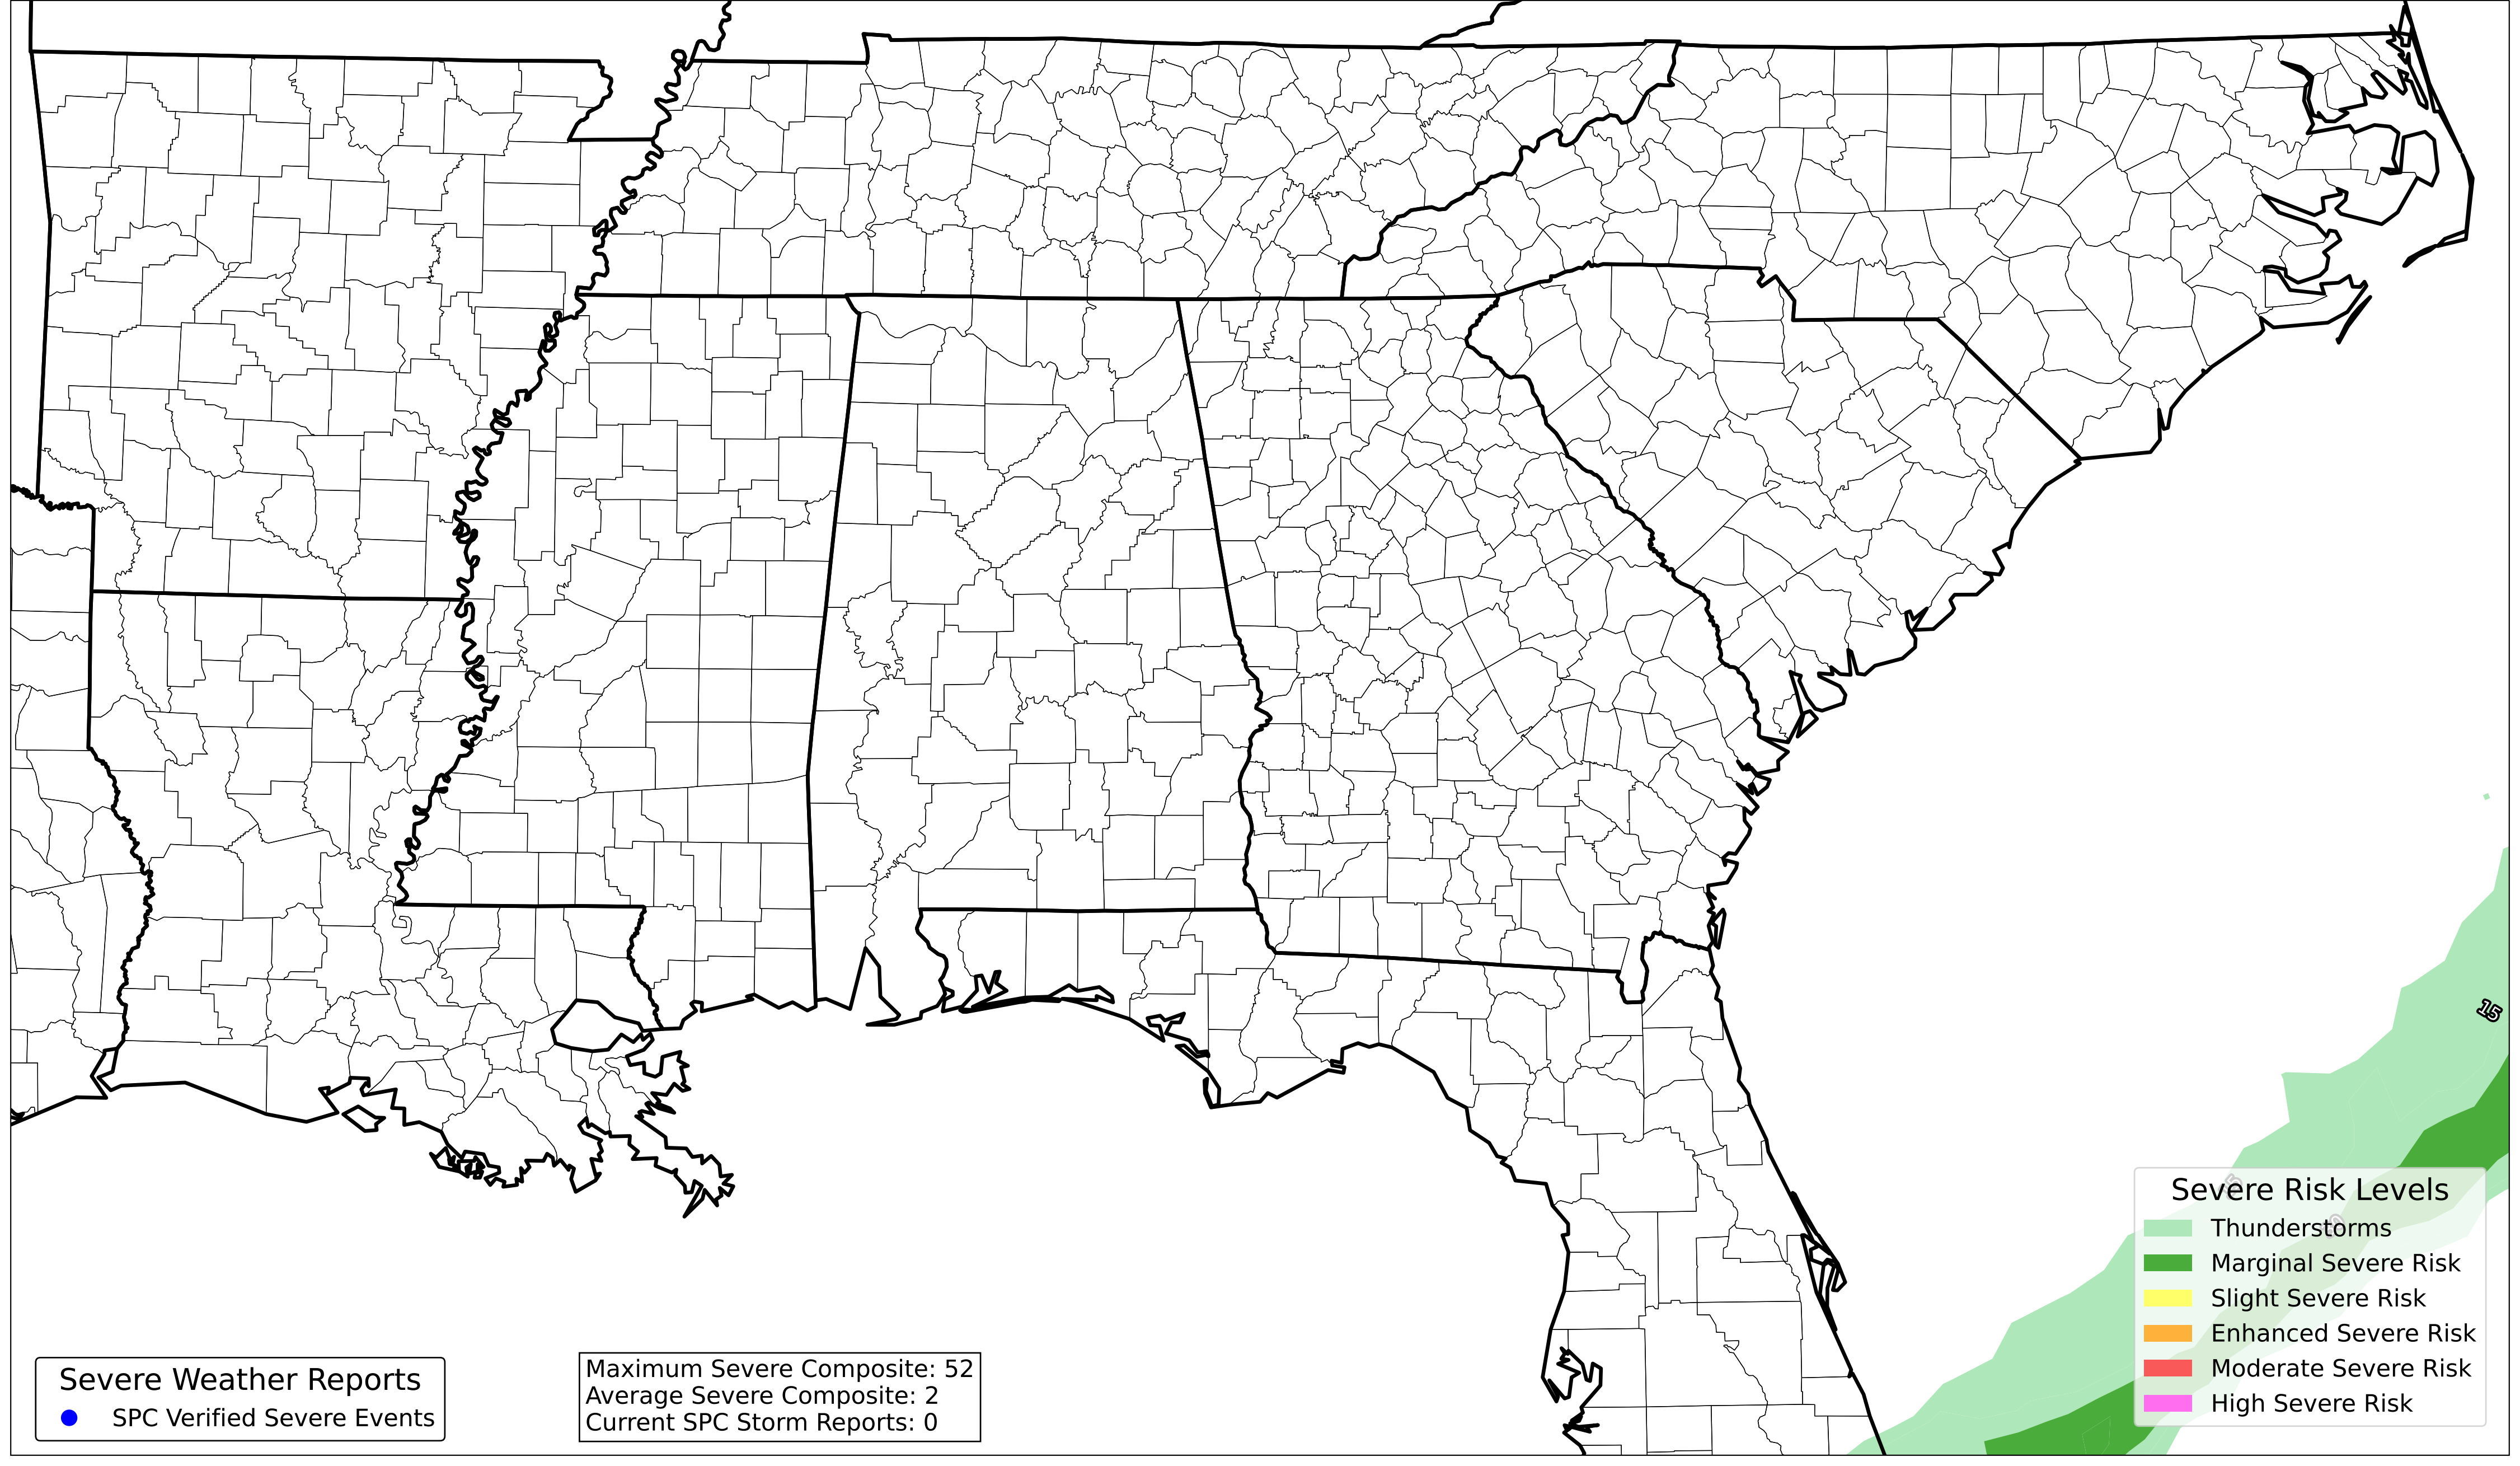 15
Severe Risk Levels
Thunderstorms
Marginal Severe Risk
Slight Severe Risk
Enhanced Severe Risk
Moderate Severe Risk
High Severe Risk
Severe Weather Reports
SPC Verified Severe Events
Maximum Severe Composite: 52
Average Severe Composite: 2
Current SPC Storm Reports: 0